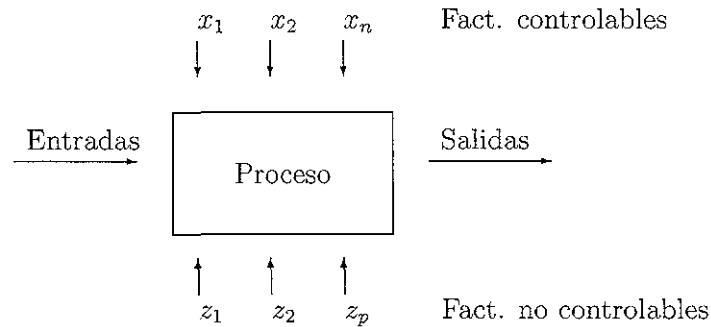 x₁ x₂ xₙ Fact. controlables
Entradas
Proceso
Salidas
z₁ z₂ zₚ Fact. no controlables